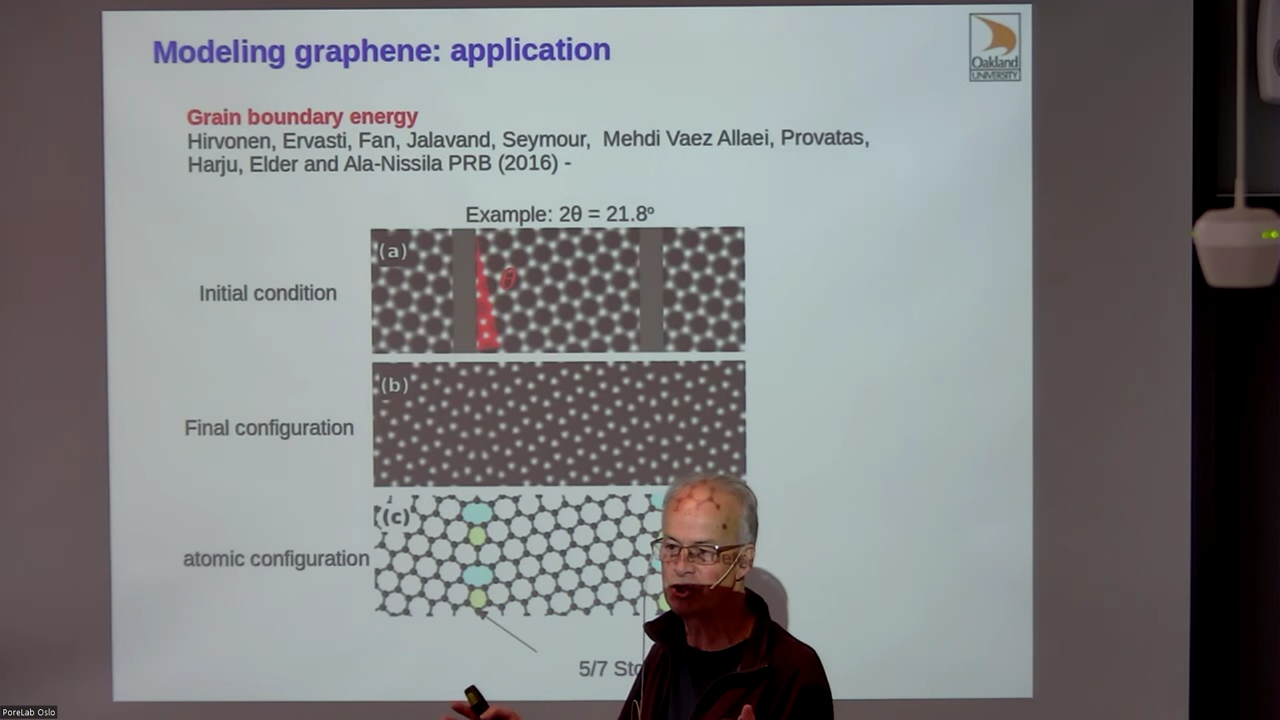 Modeling graphene: application
Oakland
UNIVERSITY
Grain boundary energy
Hirvonen, Ervasti, Fan, Jalavand, Seymour, Mehdi Vaez Allaei, Provatas,
Harju, Elder and Ala-Nissila PRB (2016) -
Example: 2θ = 21.8º
(a)
θ
Initial condition
(b)
Final configuration
(c)
atomic configuration
5/7
PoreLab Oslo